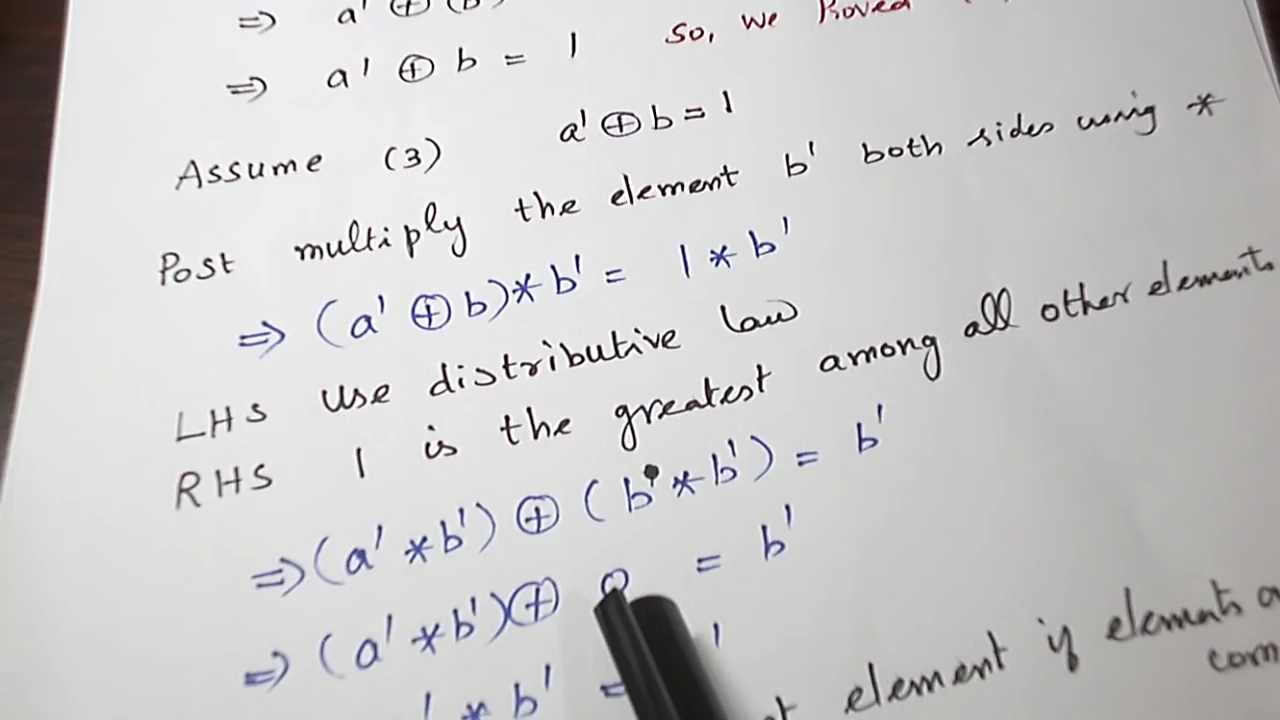 ⇒ a' ⊕ (b
⇒ a' ⊕ b = 1 So, we Proved
Assume (3) a' ⊕ b = 1
Post multiply the element b' both sides using *
⇒ (a' ⊕ b) * b' = 1 * b'
LHS Use distributive law
RHS 1 is the greatest among all other elements
⇒ (a' * b') ⊕ (b * b') = b'
⇒ (a' * b') ⊕ 0 = b'
' * b' = '
element if elements
com